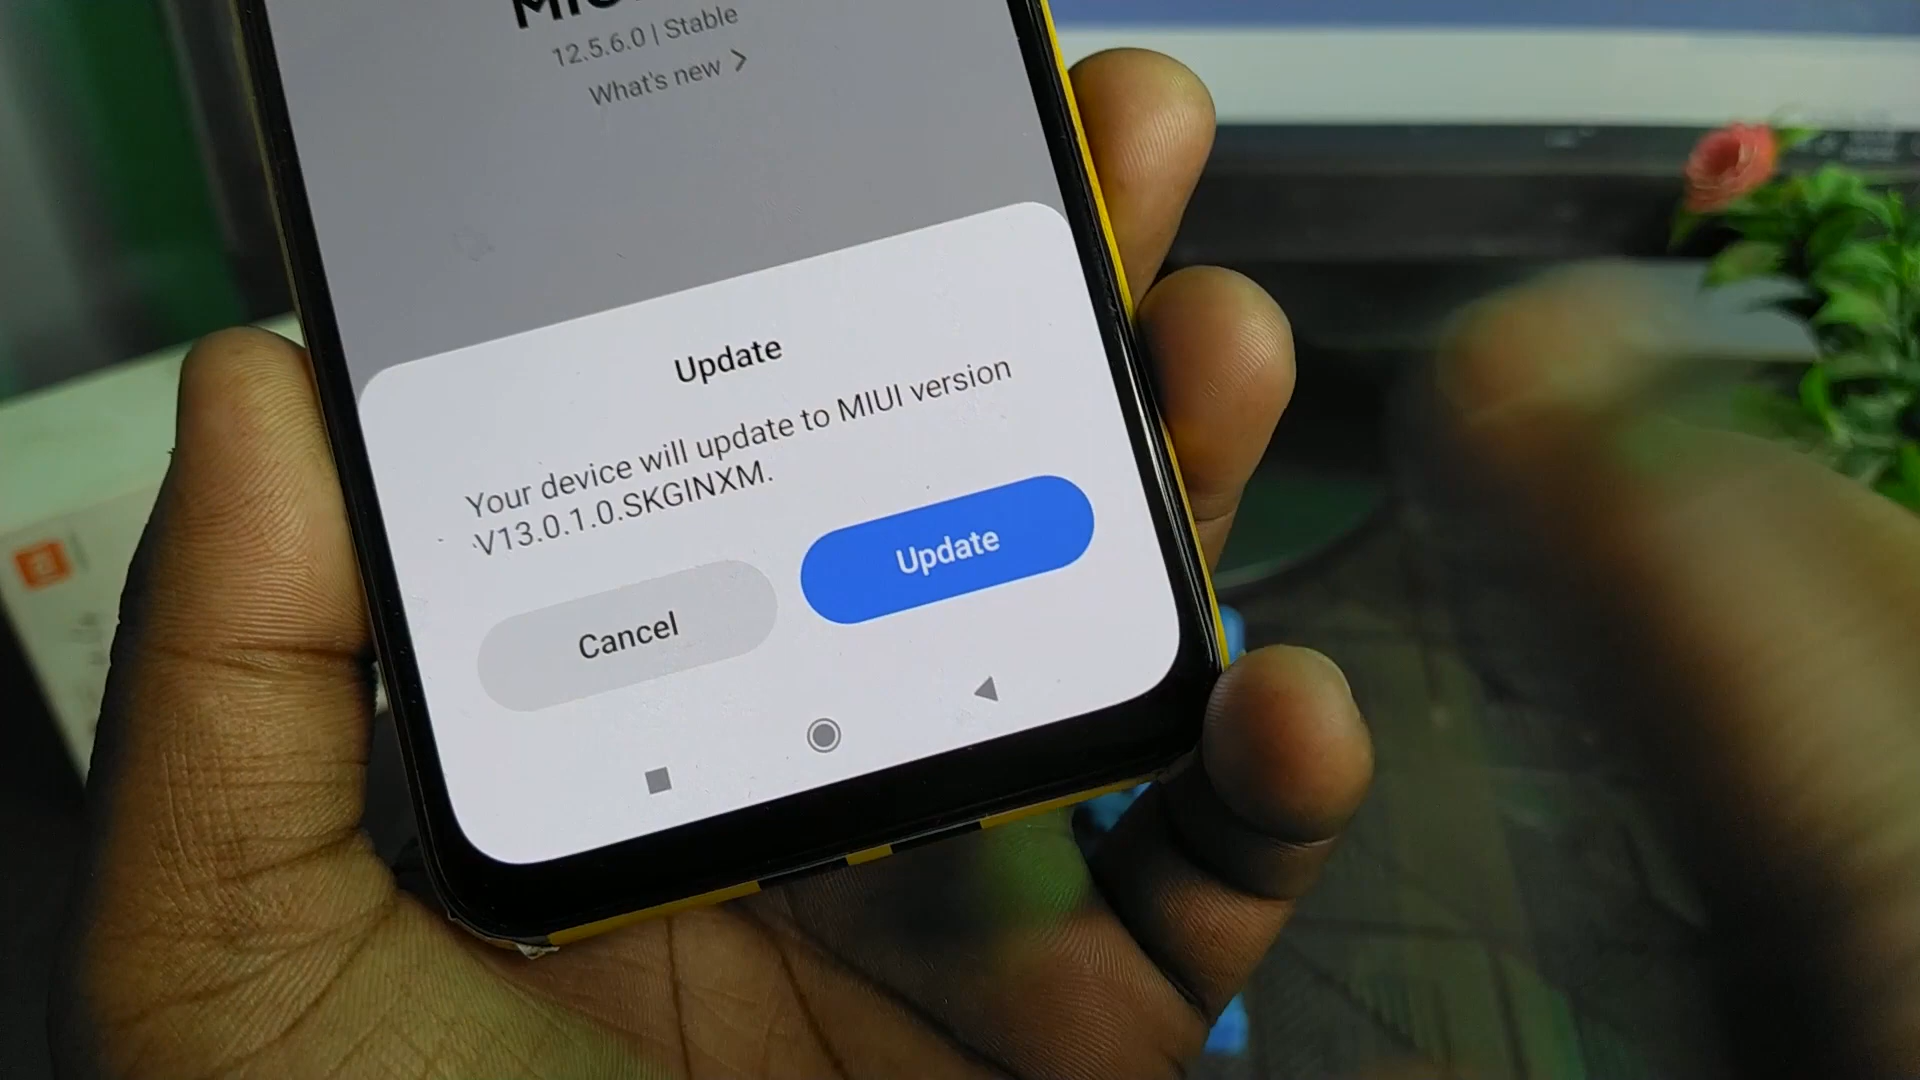 12.5.6.0 | Stable
What's new >
Update
Your device will update to MIUI version
V13.0.1.0.SKGINXM.
Cancel
Update